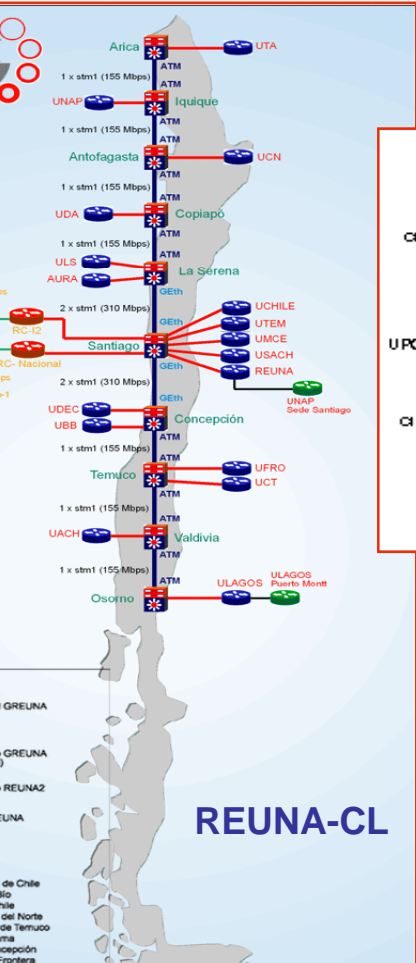 Arica
UTA
ATM
1 x stm1 (155 Mbps)
ATM
UNAP
Iquique
ATM
1 x stm1 (155 Mbps)
ATM
Antofagasta
UCN
ATM
1 x stm1 (155 Mbps)
ATM
UDA
Copiapó
ATM
1 x stm1 (155 Mbps)
ATM
ULS
La Serena
AURA
GEth
2 x stm1 (310 Mbps)
UCHILE
GEth
UTEM
RC-I2
UMCE
Santiago
USACH
RC- Nacional
GEth
REUNA
2 x stm1 (310 Mbps)
UNAP
Sede Santiago
GEth
UDEC
Concepción
UBB
ATM
1 x stm1 (155 Mbps)
ATM
Temuco
UFRO
UCT
ATM
1 x stm1 (155 Mbps)
ATM
UACH
Valdivia
ATM
1 x stm1 (155 Mbps)
ATM
ULAGOS
ULAGOS
Puerto Montt
Osorno
GREUNA
GREUNA
REUNA2
REUNA-CL
de Chile
del Norte
de Temuco
Frontera